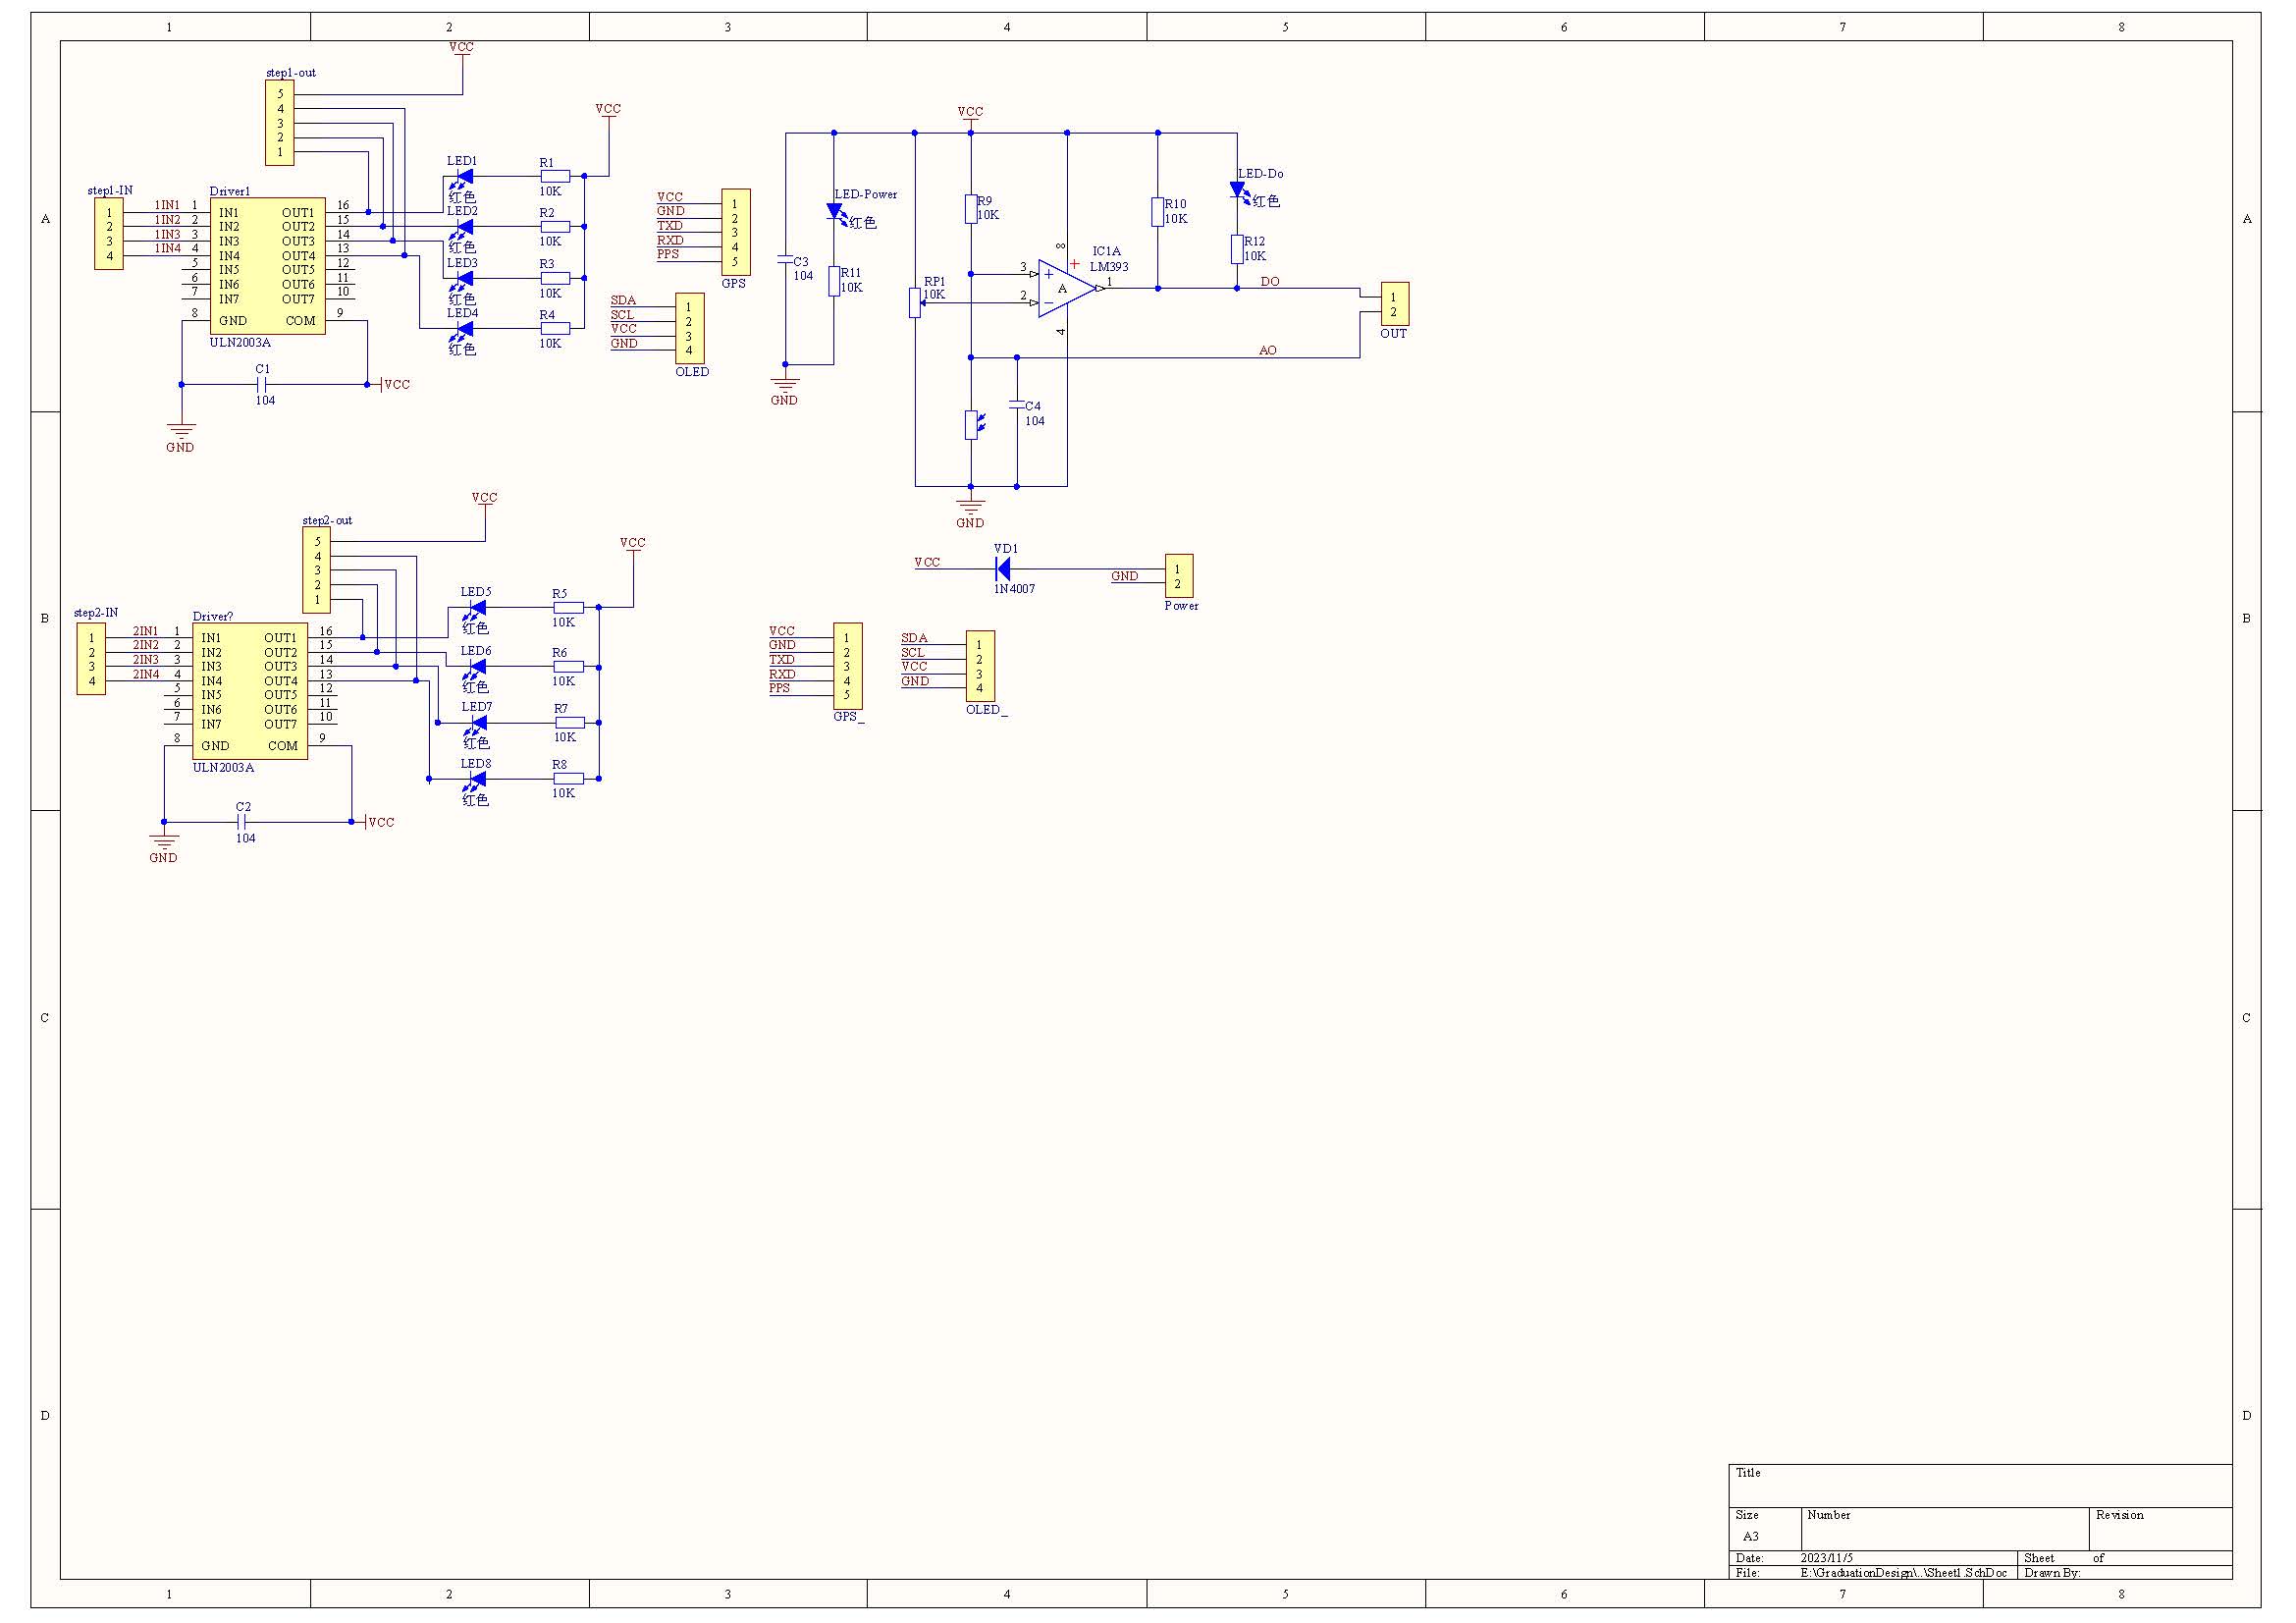 1 2 3 4 5 6 7 8
A
B
C
D
A
B
C
D
VCC
step1-out
5
4
3
2
1
step1-IN
1
2
3
4
1IN1 1
1IN2 2
1IN3 3
1IN4 4
5
6
7
8
Driver1
IN1 OUT1
IN2 OUT2
IN3 OUT3
IN4 OUT4
IN5 OUT5
IN6 OUT6
IN7 OUT7
GND COM
ULN2003A
16
15
14
13
12
11
10
9
C1
104
VCC
GND
VCC
LED1
红色
R1
10K
LED2
红色
R2
10K
LED3
红色
R3
10K
LED4
红色
R4
10K
VCC 1
GND 2
TXD 3
RXD 4
PPS 5
GPS
SDA 1
SCL 2
VCC 3
GND 4
OLED
VCC
C3
104
LED-Power
红色
R11
10K
GND
RP1
10K
R9
10K
IC1A
LM393
8
3
2
A
1
4
R10
10K
LED-Do
红色
R12
10K
DO
AO
1
2
OUT
C4
104
GND
VCC
step2-out
5
4
3
2
1
step2-IN
1
2
3
4
2IN1 1
2IN2 2
2IN3 3
2IN4 4
5
6
7
8
Driver?
IN1 OUT1
IN2 OUT2
IN3 OUT3
IN4 OUT4
IN5 OUT5
IN6 OUT6
IN7 OUT7
GND COM
ULN2003A
16
15
14
13
12
11
10
9
C2
104
VCC
GND
VCC
LED5
红色
R5
10K
LED6
红色
R6
10K
LED7
红色
R7
10K
LED8
红色
R8
10K
VCC
VD1
1N4007
GND
1
2
Power
VCC 1
GND 2
TXD 3
RXD 4
PPS 5
GPS_
SDA 1
SCL 2
VCC 3
GND 4
OLED_
Title
Size Number Revision
A3
Date: 2023/11/5 Sheet of
File: E:\GraduationDesign\..\Sheet1.SchDoc Drawn By:
1 2 3 4 5 6 7 8